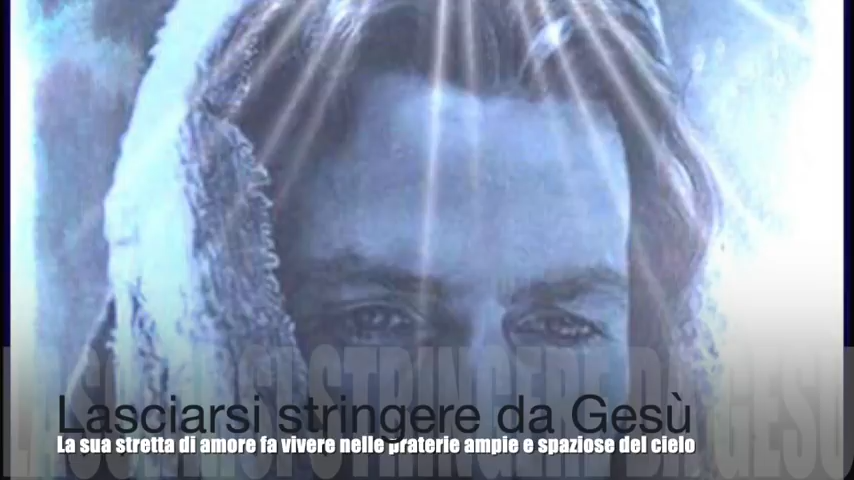 LASCIARSI STRINGERE DA GESÙ
Lasciarsi stringere da Gesù
La sua stretta di amore fa vivere nelle praterie ampie e spaziose del cielo